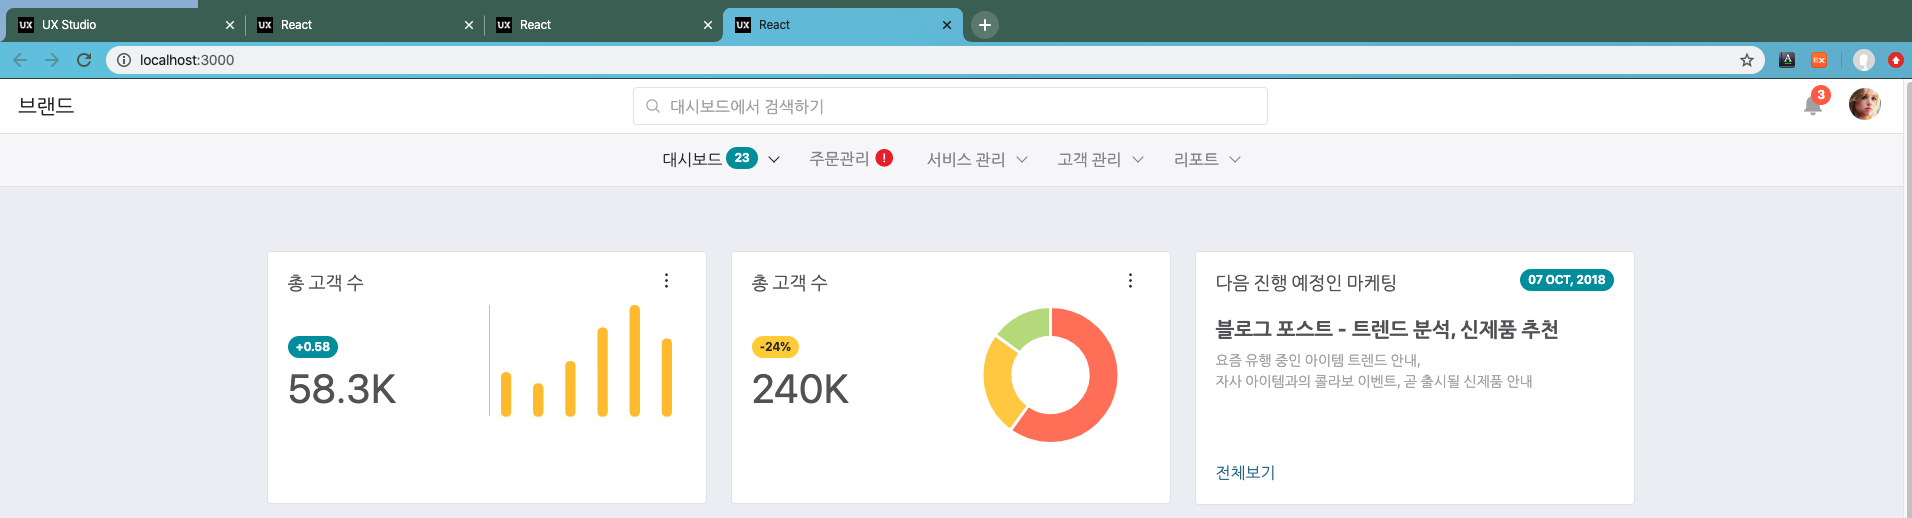 UX UX Studio
UX React
UX React
UX React
localhost:3000
A
EX
브랜드
대시보드에서 검색하기
3
대시보드 23
주문관리 !
서비스 관리
고객 관리
리포트
총 고객 수
+0.58
58.3K
총 고객 수
-24%
240K
다음 진행 예정인 마케팅
07 OCT, 2018
블로그 포스트 - 트렌드 분석, 신제품 추천
요즘 유행 중인 아이템 트렌드 안내,
자사 아이템과의 콜라보 이벤트, 곧 출시될 신제품 안내
전체보기